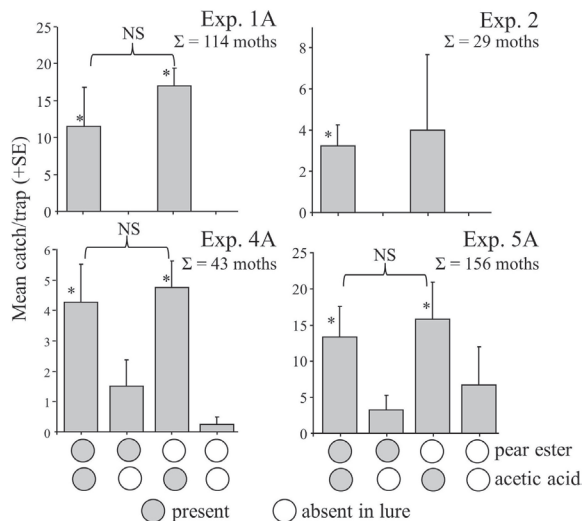 Exp. 1A
Σ = 114 moths
NS
25
20
15
10
5
0
*
*
Exp. 2
Σ = 29 moths
8
6
4
2
0
*
Mean catch/trap (+SE)
Exp. 4A
Σ = 43 moths
NS
6
5
4
3
2
1
0
*
*
Exp. 5A
Σ = 156 moths
NS
25
20
15
10
5
0
*
*
pear ester
acetic acid
present
absent in lure